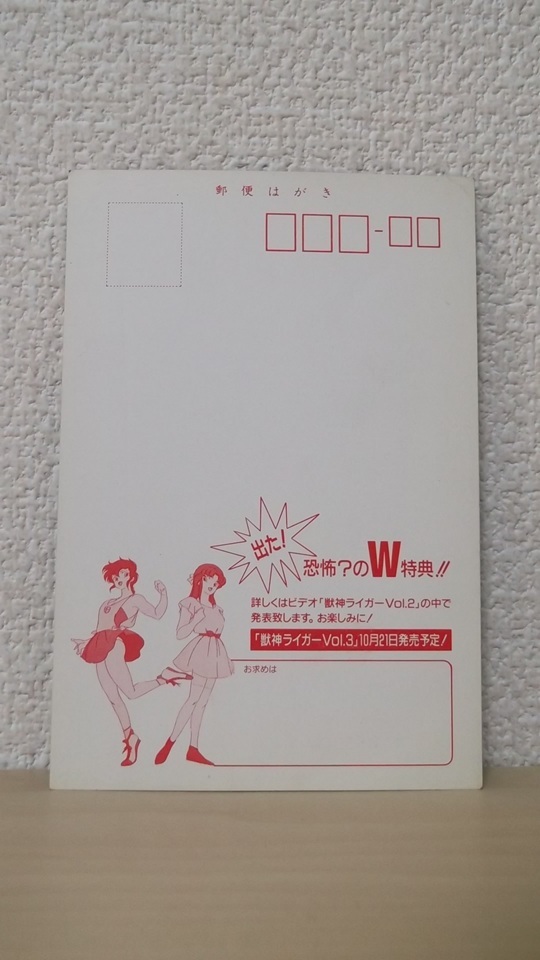 郵便はがき
出た!
恐怖?のW特典!!
詳しくはビデオ「獣神ライガーVol.2」の中で
発表致します。お楽しみに!
「獣神ライガーVol.3」10月21日発売予定!
お求めは